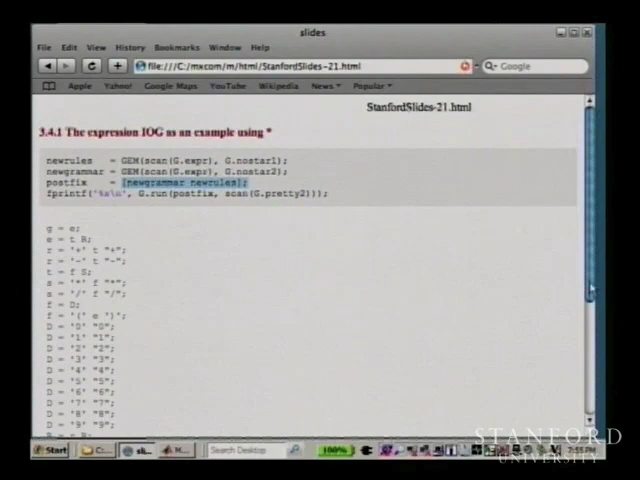 slides
File Edit View History Bookmarks Window Help
file:///C:/mxcom/m/html/StanfordSlides-21.html
Google
Apple Yahoo! Google Maps YouTube Wikipedia News Popular
StanfordSlides-21.html
3.4.1 The expression IOG as an example using *
newrules = GEM(scan(G.expr), G.nostar1);
newgrammar = GEM(scan(G.expr), G.nostar2);
postfix = [newgrammar newrules];
fprintf('%s\n', G.run(postfix, scan(G.pretty2)));
g = e;
e = t R;
r = '+' t "+";
r = '-' t "-";
t = f S;
s = '*' f "*";
s = '/' f "/";
f = D;
f = '(' e ')';
D = '0' "0";
D = '1' "1";
D = '2' "2";
D = '3' "3";
D = '4' "4";
D = '5' "5";
D = '6' "6";
D = '7' "7";
D = '8' "8";
D = '9' "9";
Start
C:
sli
M
Search Desktop
100%
7:55 PM
STANFORD
UNIVERSITY